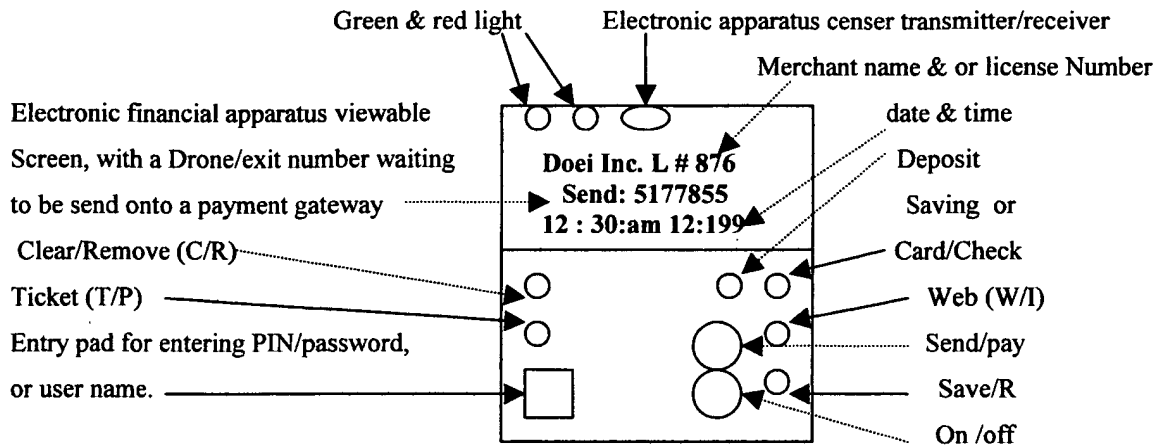 Green & red light
Electronic apparatus censer transmitter/receiver
Merchant name & or license Number
Electronic financial apparatus viewable
Screen, with a Drone/exit number waiting
to be send onto a payment gateway
Clear/Remove (C/R)
Ticket (T/P)
Entry pad for entering PIN/password,
or user name.
Doei Inc. L # 876
Send: 5177855
12 : 30:am 12:199
date & time
Deposit
Saving or
Card/Check
Web (W/I)
Send/pay
Save/R
On /off